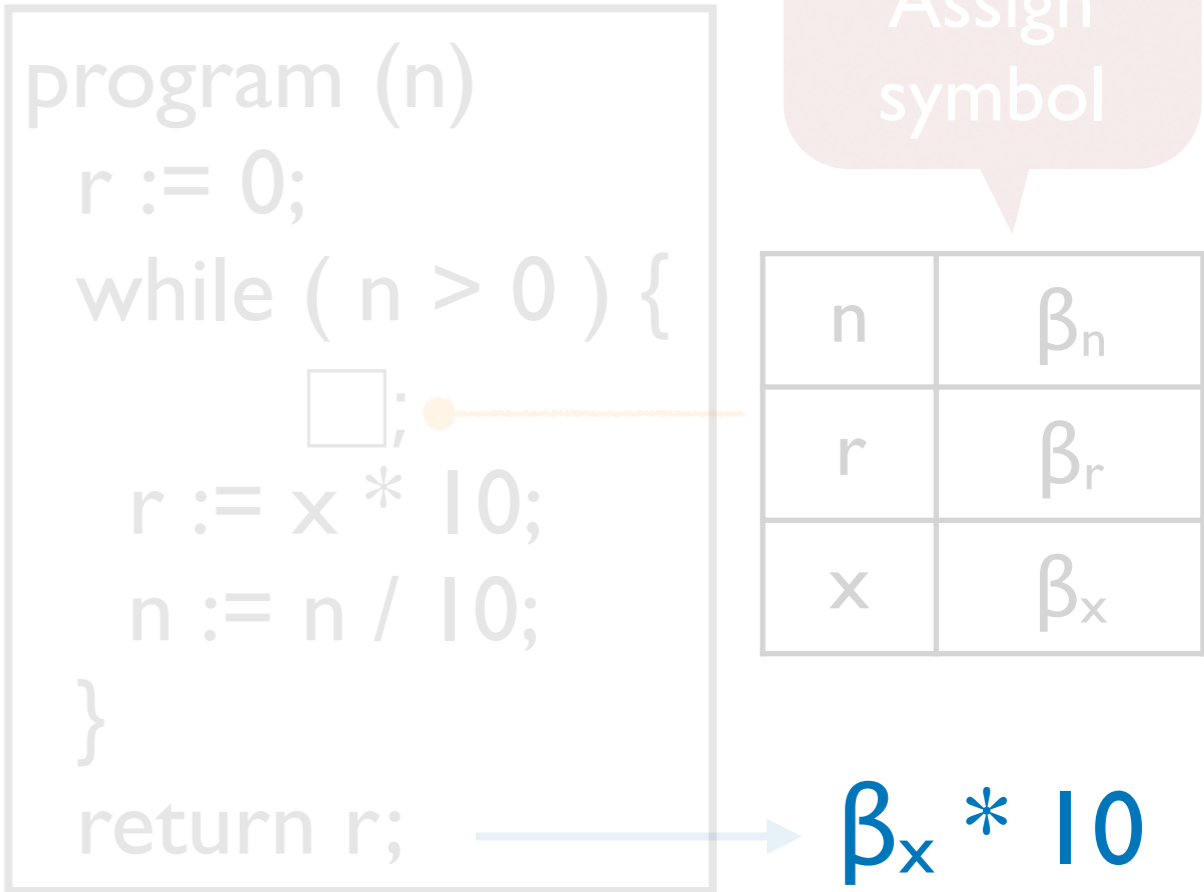 program (n)
r := 0;
while ( n > 0 ) {
;
r := x * 10;
n := n / 10;
}
return r;
Assign
symbol
n βn
r βr
x βx
βx * 10